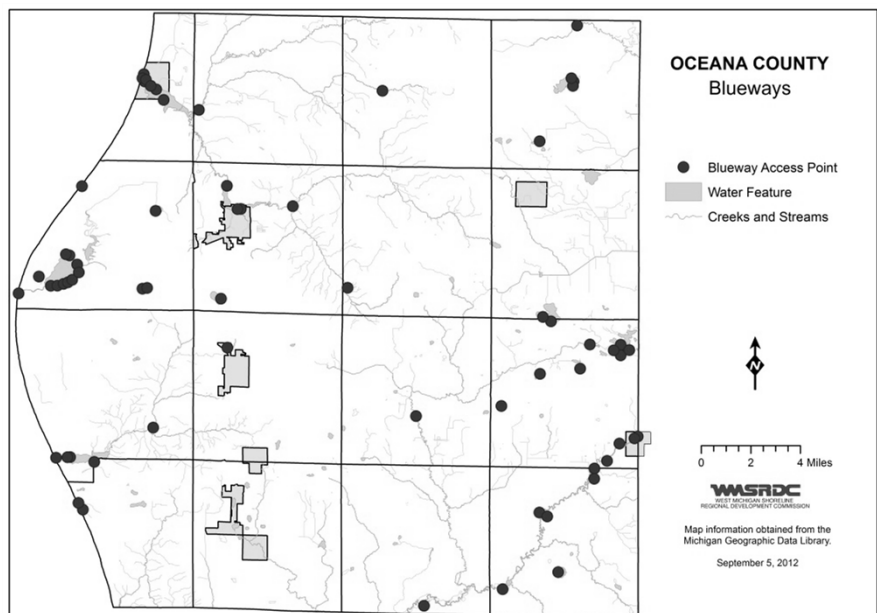 OCEANA COUNTY
Blueways
Blueway Access Point
Water Feature
Creeks and Streams
N
0 2 4 Miles
WMSRDC
WEST MICHIGAN SHORELINE
REGIONAL DEVELOPMENT COMMISSION
Map information obtained from the
Michigan Geographic Data Library.
September 5, 2012